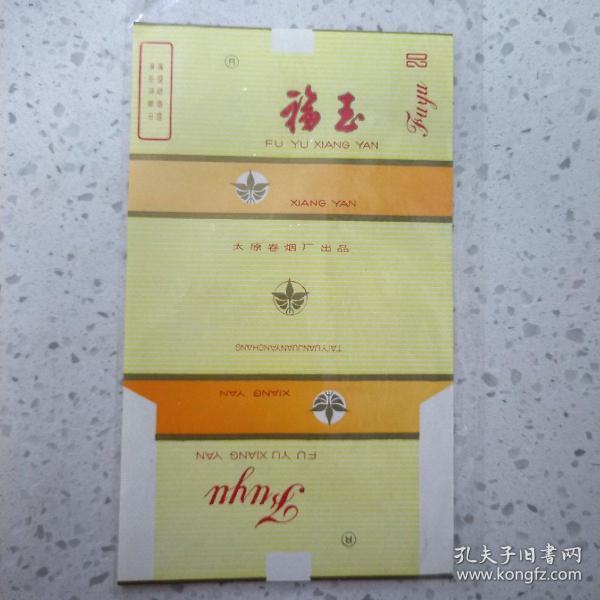 ®
20
Fuyu
福玉
FU YU XIANG YAN
XIANG YAN
太原卷烟厂出品
TAIYUANJUANYANCHANG
XIANG YAN
FU YU XIANG YAN
Fuyu
®
孔夫子旧書网
www.kongfz.com